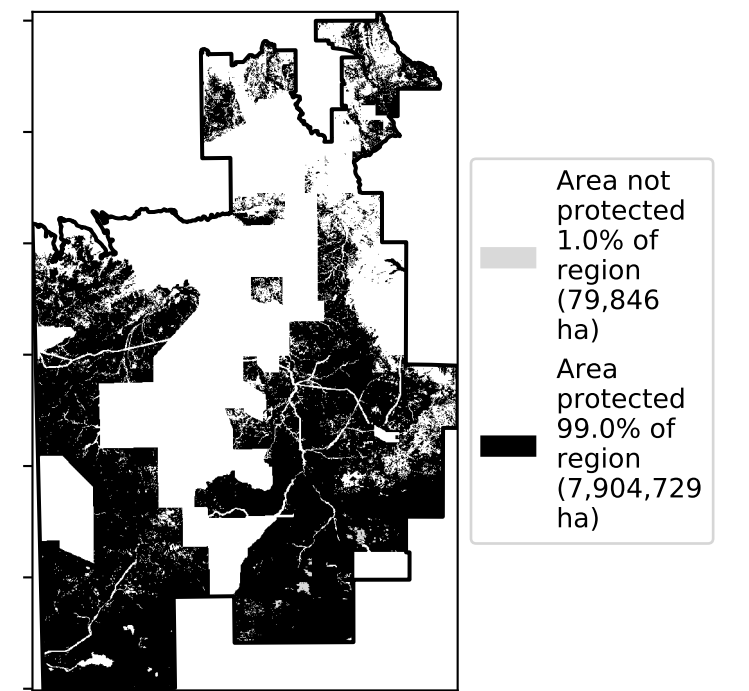 Area not
protected
1.0% of
region
(79,846
ha)
Area
protected
99.0% of
region
(7,904,729
ha)